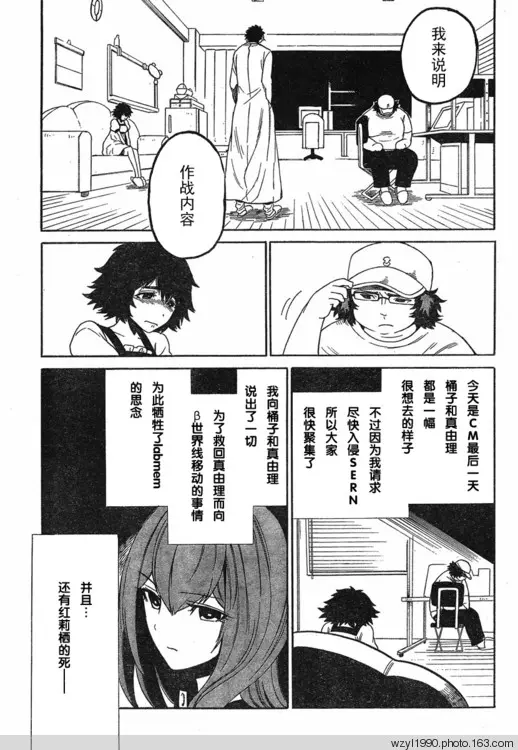 我来说明
作战内容
今天是CM最后一天
桶子和真由理
都是一幅
很想去的样子
不过因为我请求
尽快入侵SERN
所以大家
很快聚集了
我向桶子和真由理
说出了一切
为了救回真由理而向
β世界线移动的事情
为此牺牲了labmem
的思念
并且…
还有红莉栖的死——
wzyl1990.photo.163.com